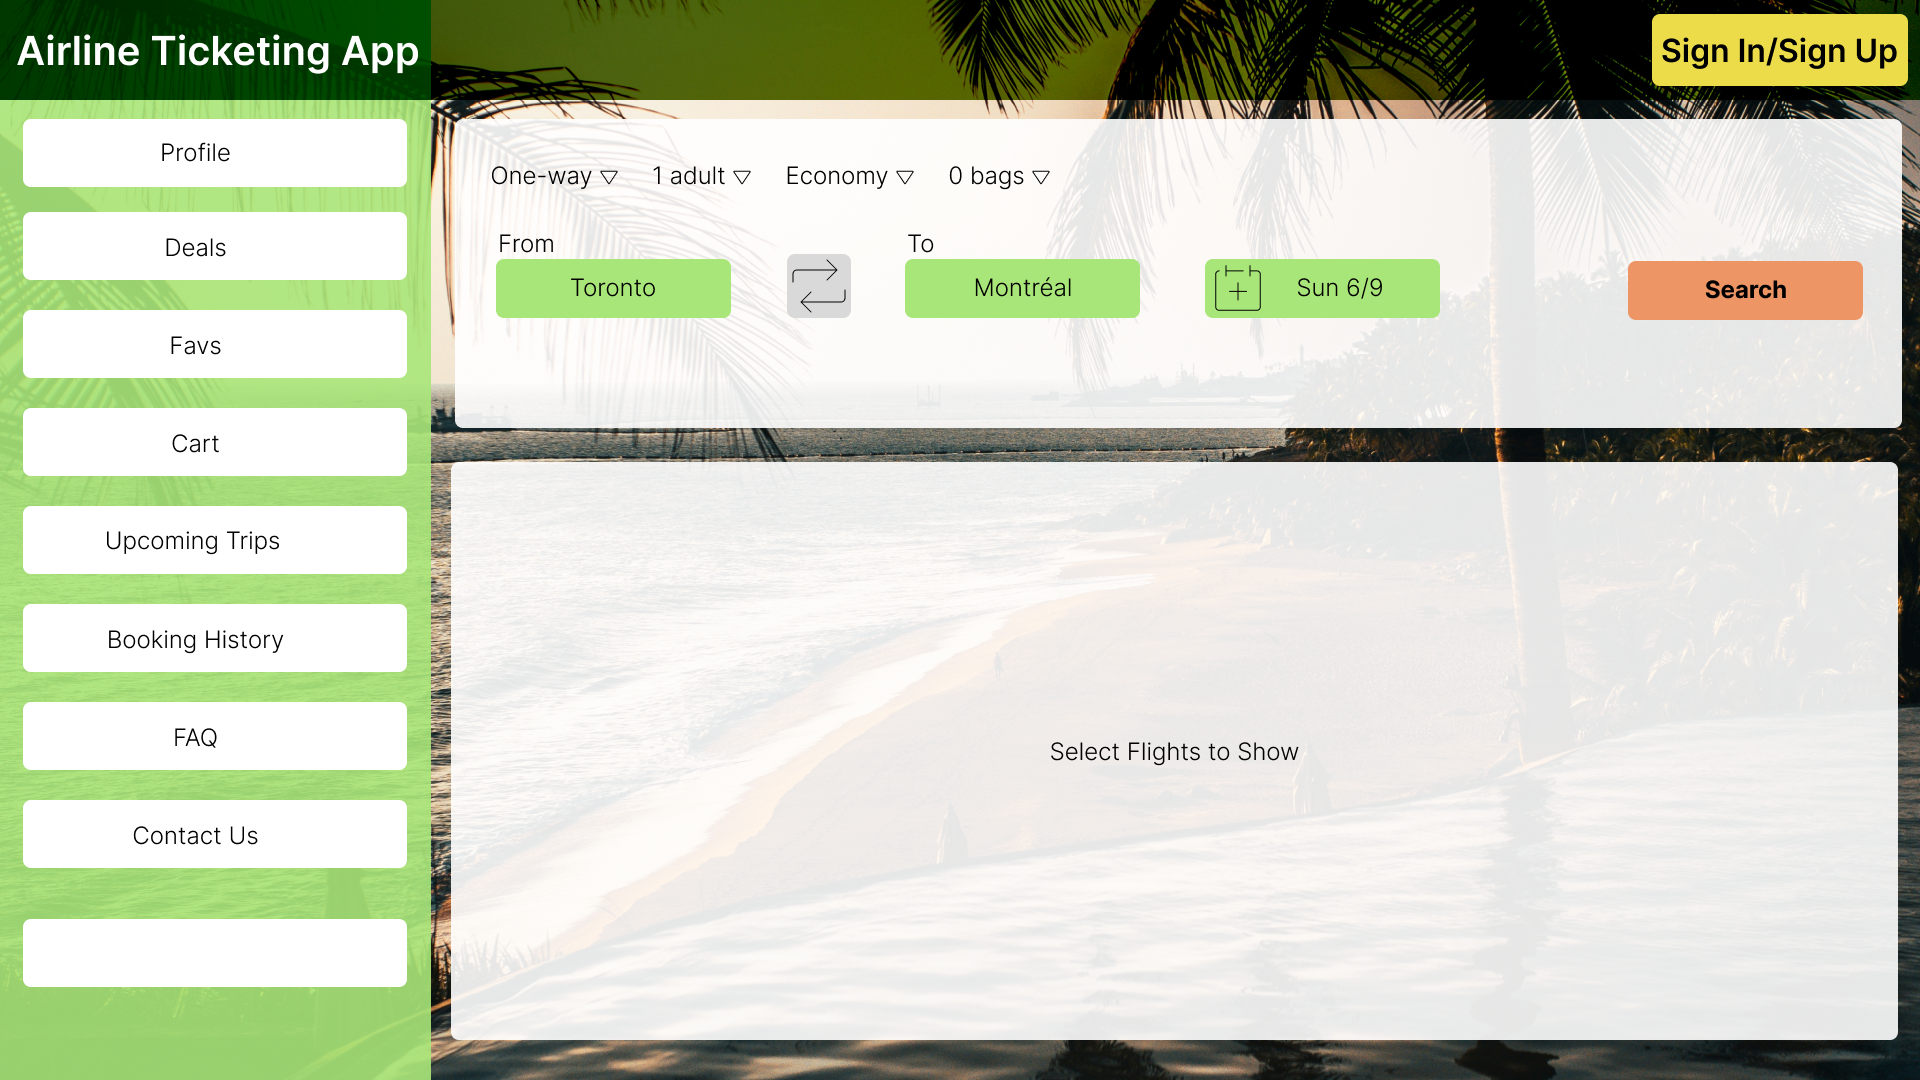 Airline Ticketing App
Sign In/Sign Up
Profile
Deals
Favs
Cart
Upcoming Trips
Booking History
FAQ
Contact Us
One-way 1 adult Economy 0 bags
From To
Toronto Montréal Sun 6/9 Search
Select Flights to Show